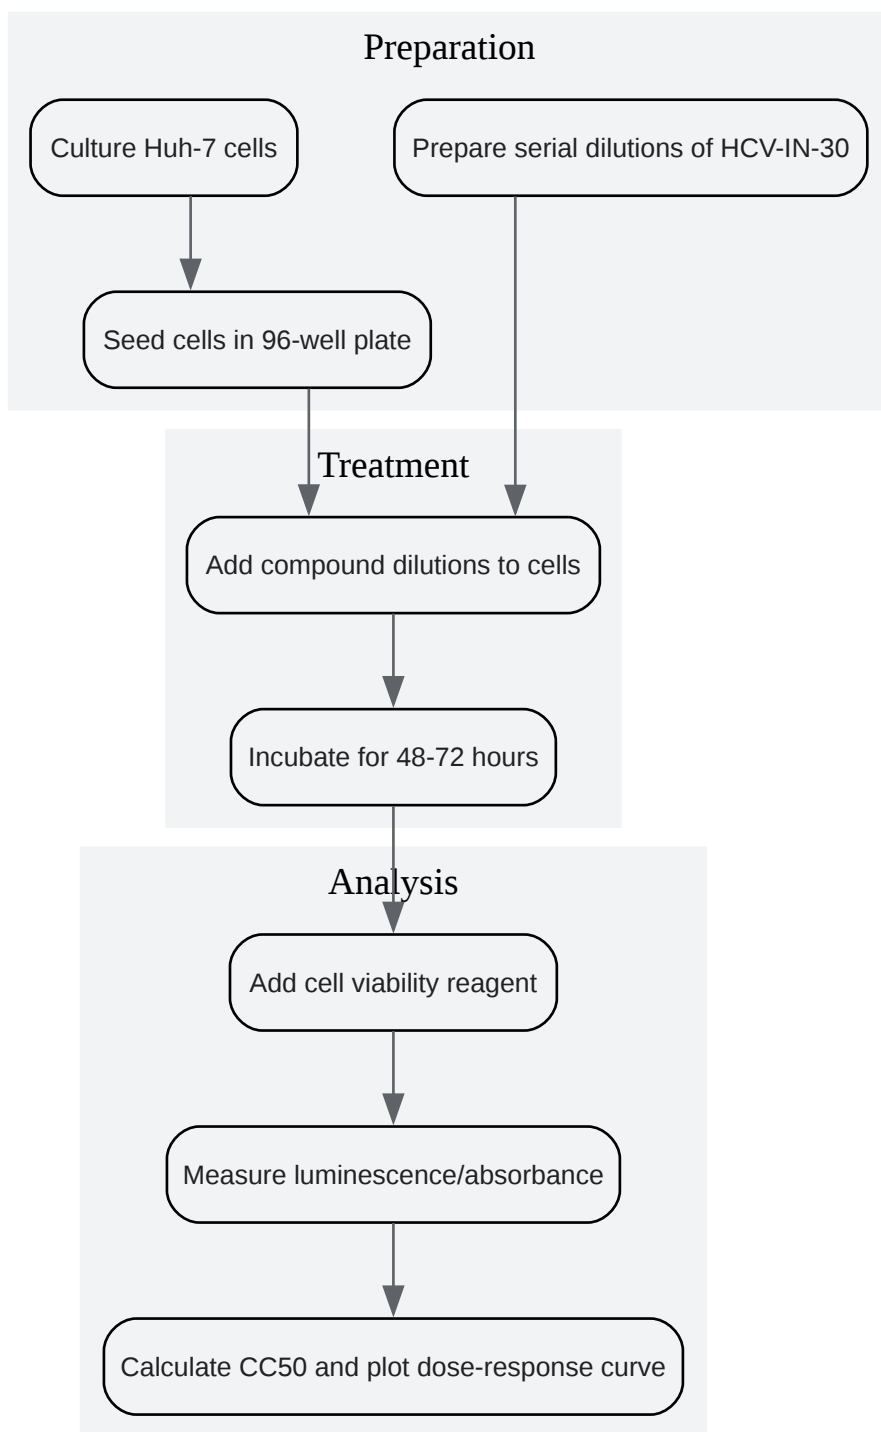 Preparation
Culture Huh-7 cells
Prepare serial dilutions of HCV-IN-30
Seed cells in 96-well plate
Treatment
Add compound dilutions to cells
Incubate for 48-72 hours
Analysis
Add cell viability reagent
Measure luminescence/absorbance
Calculate CC50 and plot dose-response curve